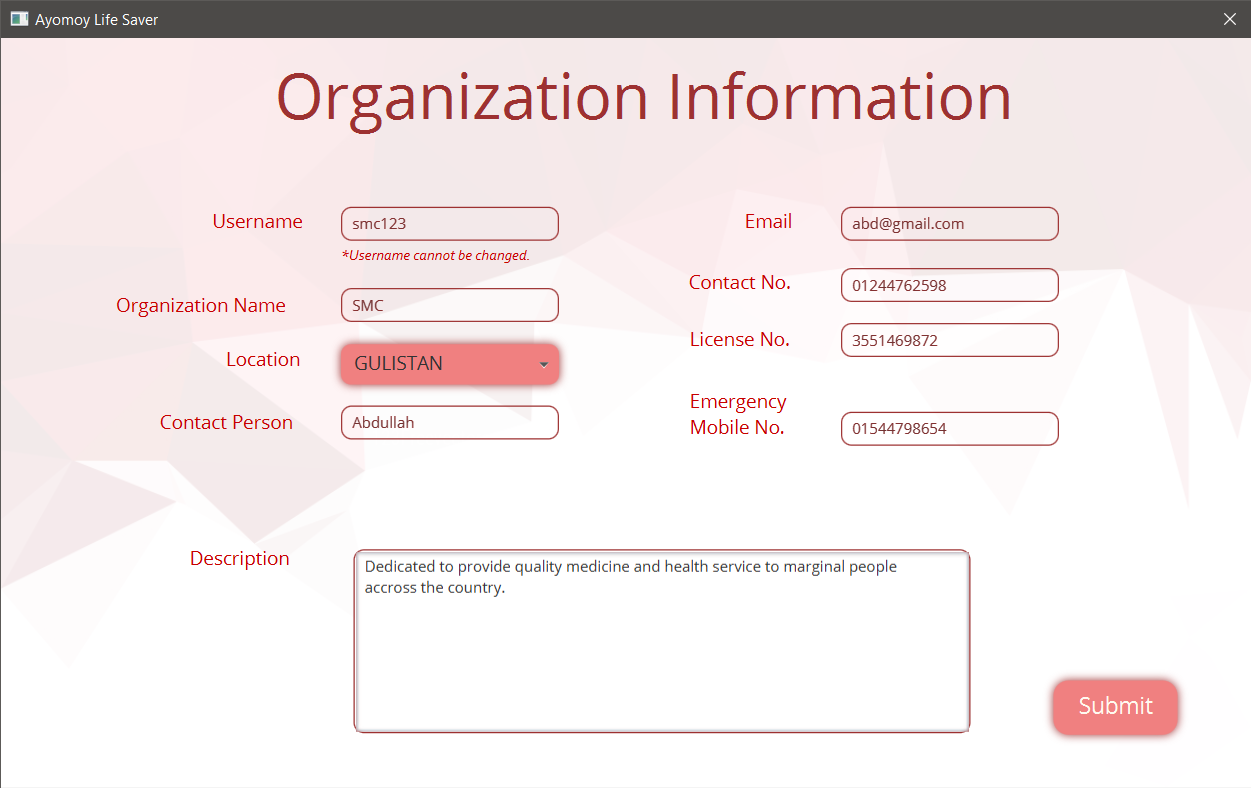 Ayomoy Life Saver
Organization Information
Username
smc123
*Username cannot be changed.
Organization Name
SMC
Location
GULISTAN
Contact Person
Abdullah
Email
abd@gmail.com
Contact No.
01244762598
License No.
3551469872
Emergency
Mobile No.
01544798654
Description
Dedicated to provide quality medicine and health service to marginal people
accross the country.
Submit